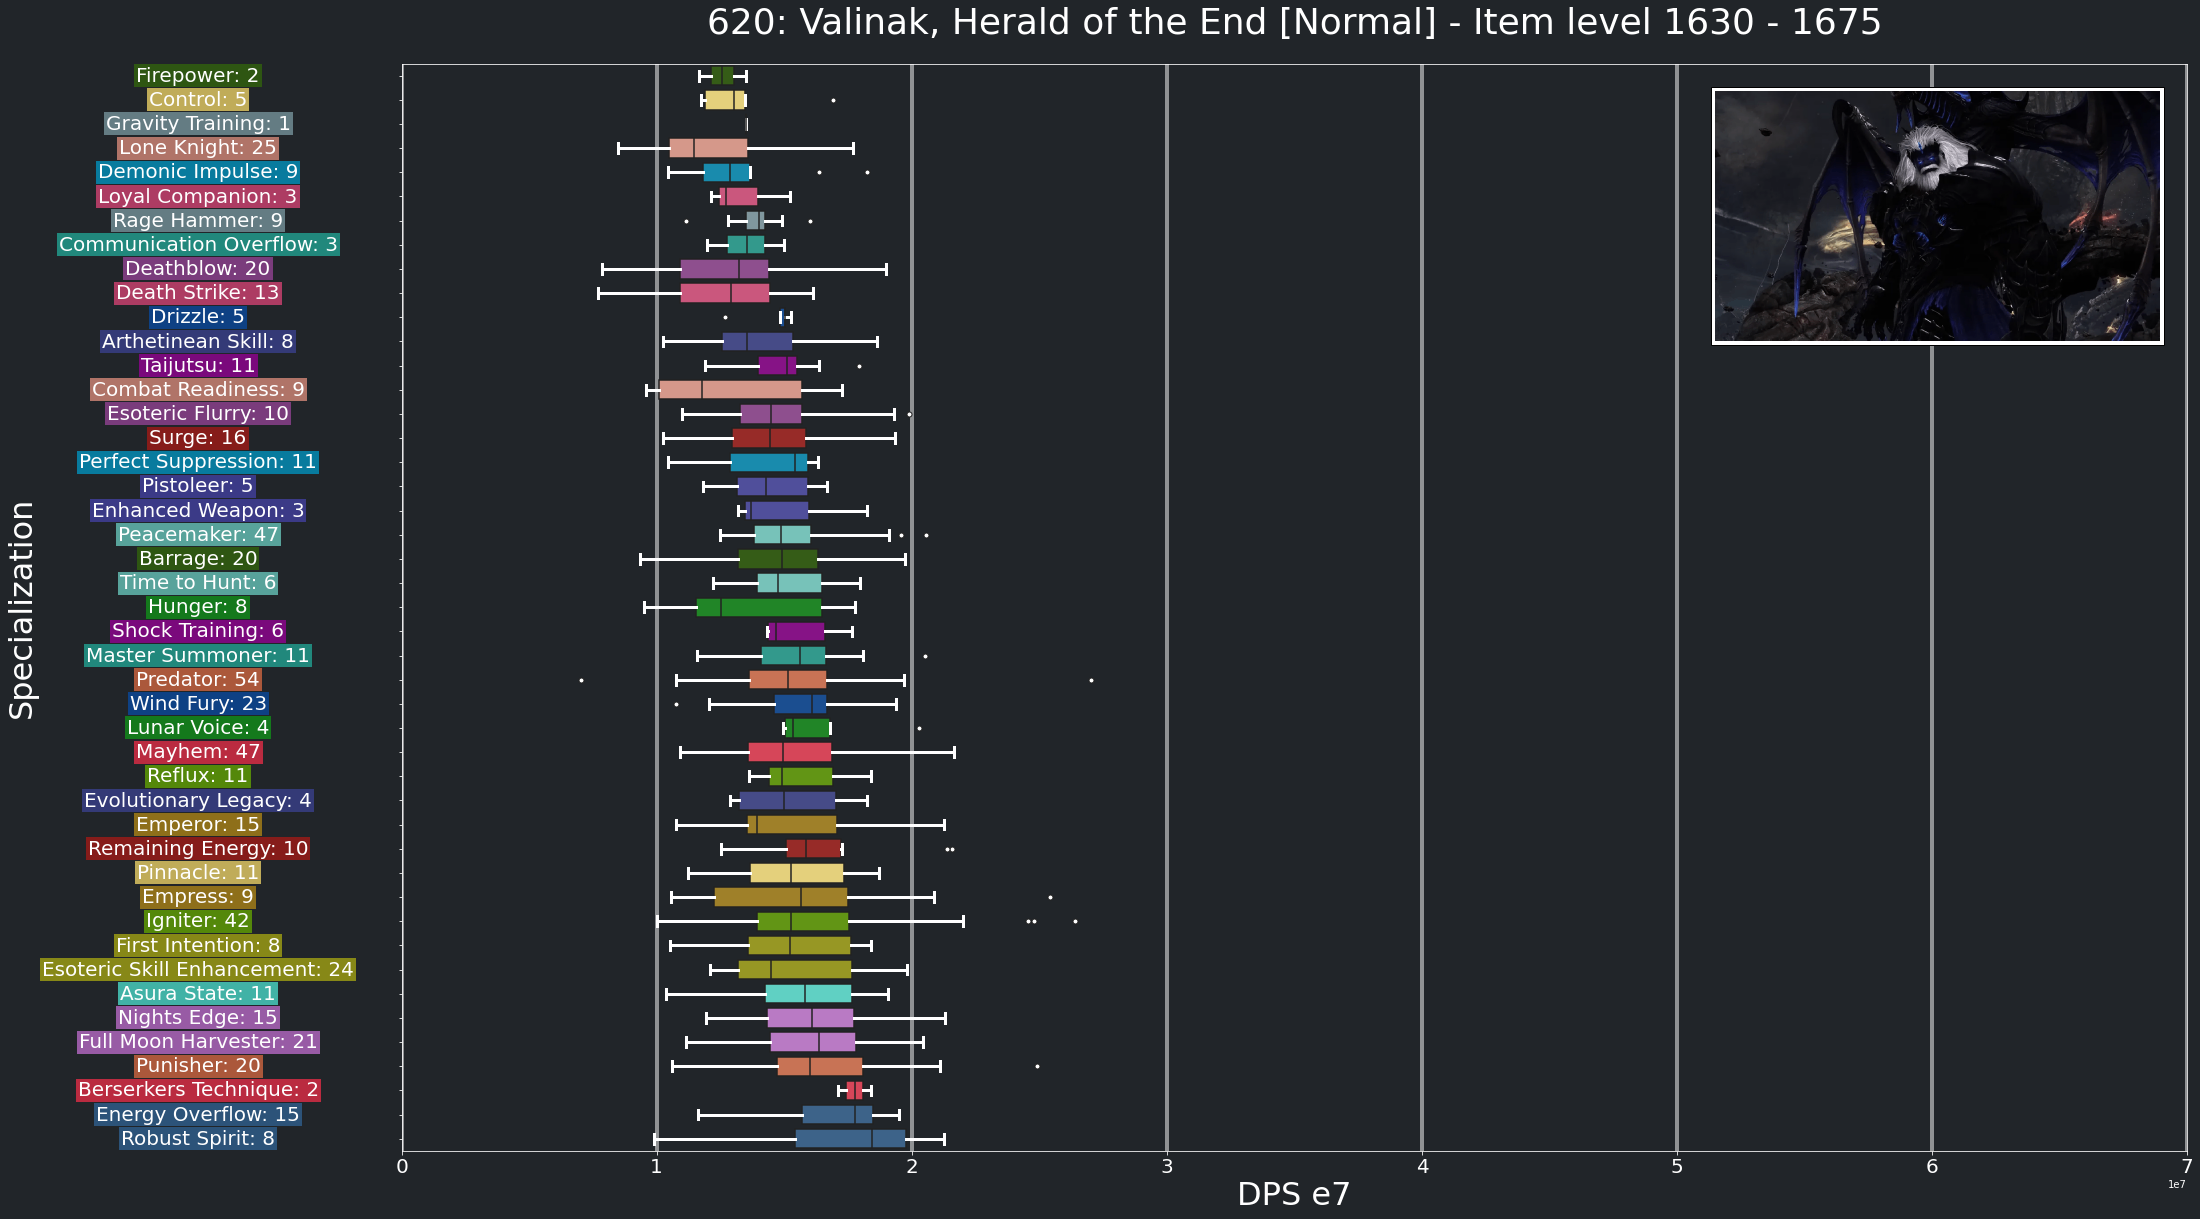 620: Valinak, Herald of the End [Normal] - Item level 1630 - 1675
Specialization
Firepower: 2
Control: 5
Gravity Training: 1
Lone Knight: 25
Demonic Impulse: 9
Loyal Companion: 3
Rage Hammer: 9
Communication Overflow: 3
Deathblow: 20
Death Strike: 13
Drizzle: 5
Arthetinean Skill: 8
Taijutsu: 11
Combat Readiness: 9
Esoteric Flurry: 10
Surge: 16
Perfect Suppression: 11
Pistoleer: 5
Enhanced Weapon: 3
Peacemaker: 47
Barrage: 20
Time to Hunt: 6
Hunger: 8
Shock Training: 6
Master Summoner: 11
Predator: 54
Wind Fury: 23
Lunar Voice: 4
Mayhem: 47
Reflux: 11
Evolutionary Legacy: 4
Emperor: 15
Remaining Energy: 10
Pinnacle: 11
Empress: 9
Igniter: 42
First Intention: 8
Esoteric Skill Enhancement: 24
Asura State: 11
Nights Edge: 15
Full Moon Harvester: 21
Punisher: 20
Berserkers Technique: 2
Energy Overflow: 15
Robust Spirit: 8
0 1 2 3 4 5 6 7
1e7
DPS e7